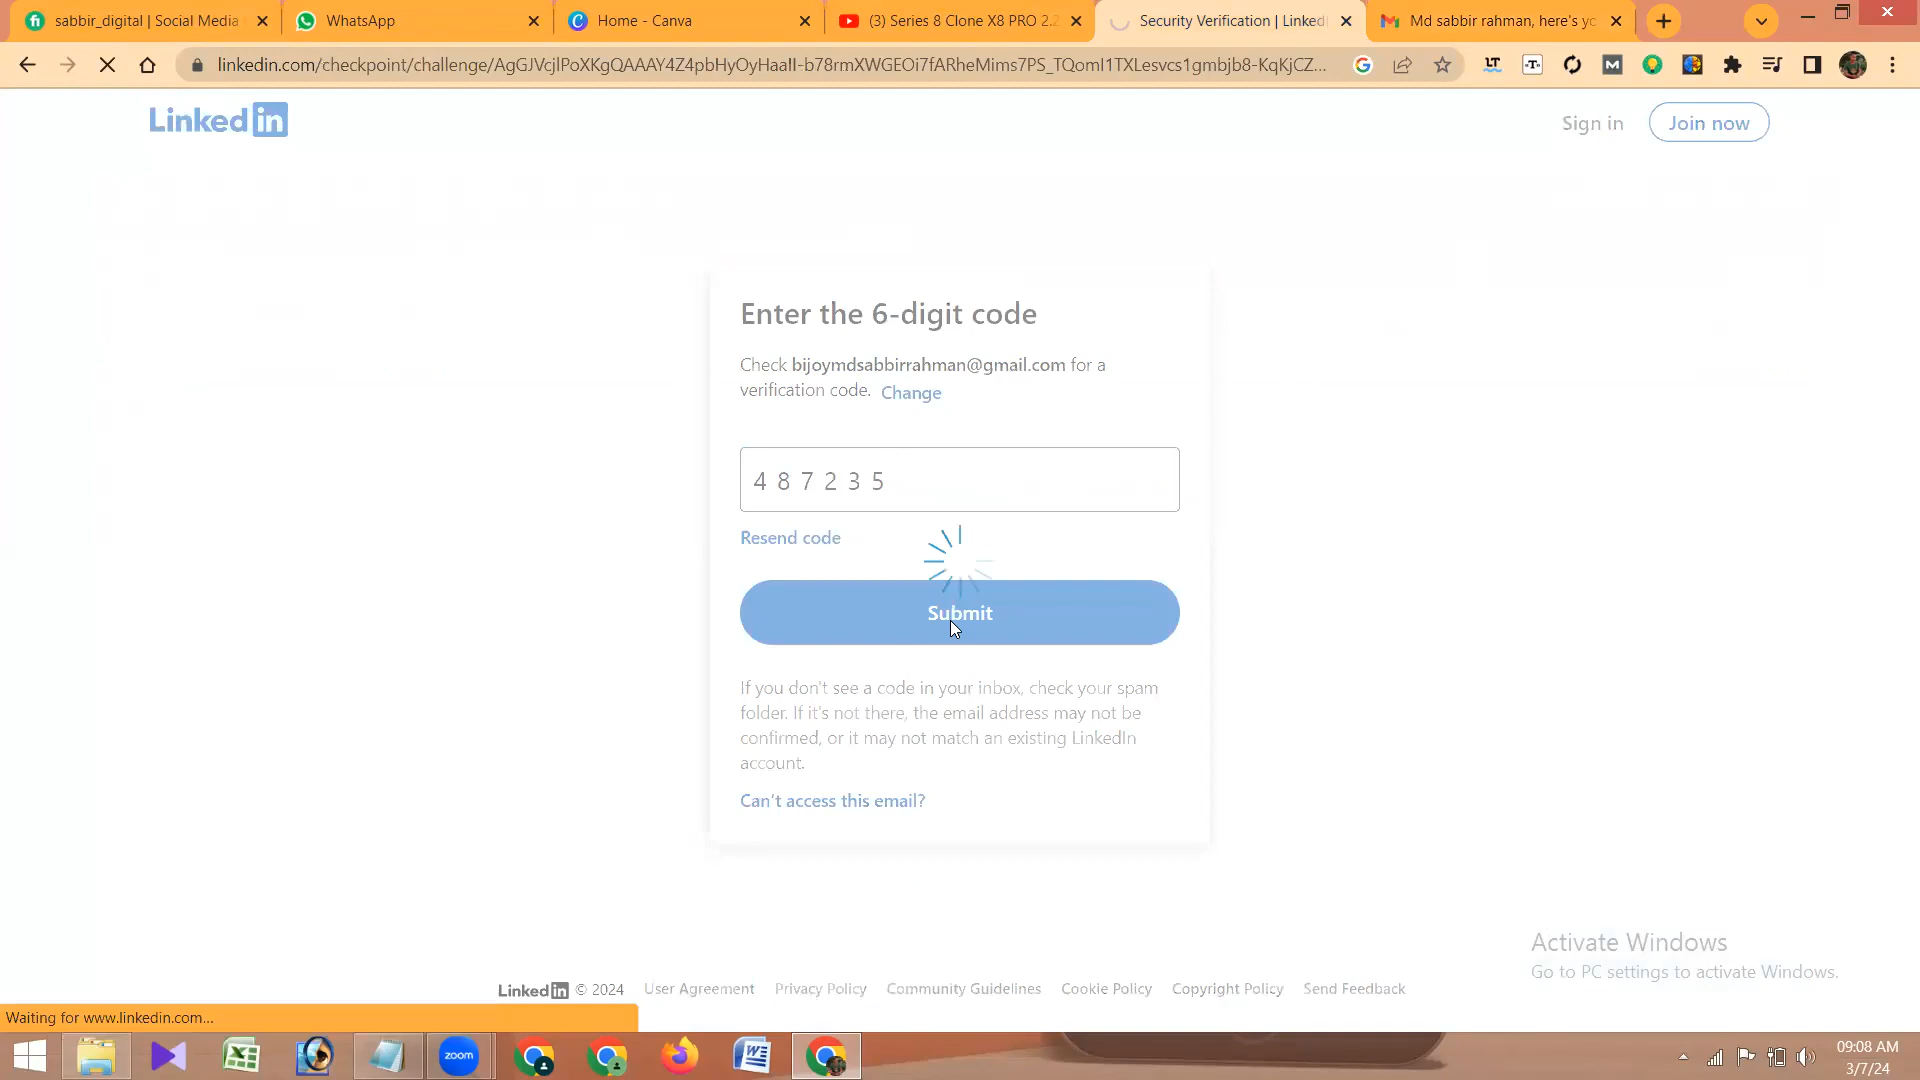 sabbir_digital | Social Media
WhatsApp
Home - Canva
(3) Series 8 Clone X8 PRO 2.2
Security Verification | Linked
Md sabbir rahman, here's yo
linkedin.com/checkpoint/challenge/AgGJVcjlPoXKgQAAAY4Z4pbHyOyHaaII-b78rmXWGEOi7fARheMims7PS_TQomI1TXLesvcs1gmbjb8-KqKjCZ...
Linked in
Sign in
Join now
Enter the 6-digit code
Check bijoymdsabbirrahman@gmail.com for a
verification code. Change
4 8 7 2 3 5
Resend code
Submit
If you don't see a code in your inbox, check your spam
folder. If it's not there, the email address may not be
confirmed, or it may not match an existing LinkedIn
account.
Can't access this email?
Activate Windows
Go to PC settings to activate Windows.
Linked in © 2024 User Agreement Privacy Policy Community Guidelines Cookie Policy Copyright Policy Send Feedback
Waiting for www.linkedin.com...
zoom
09:08 AM
3/7/24